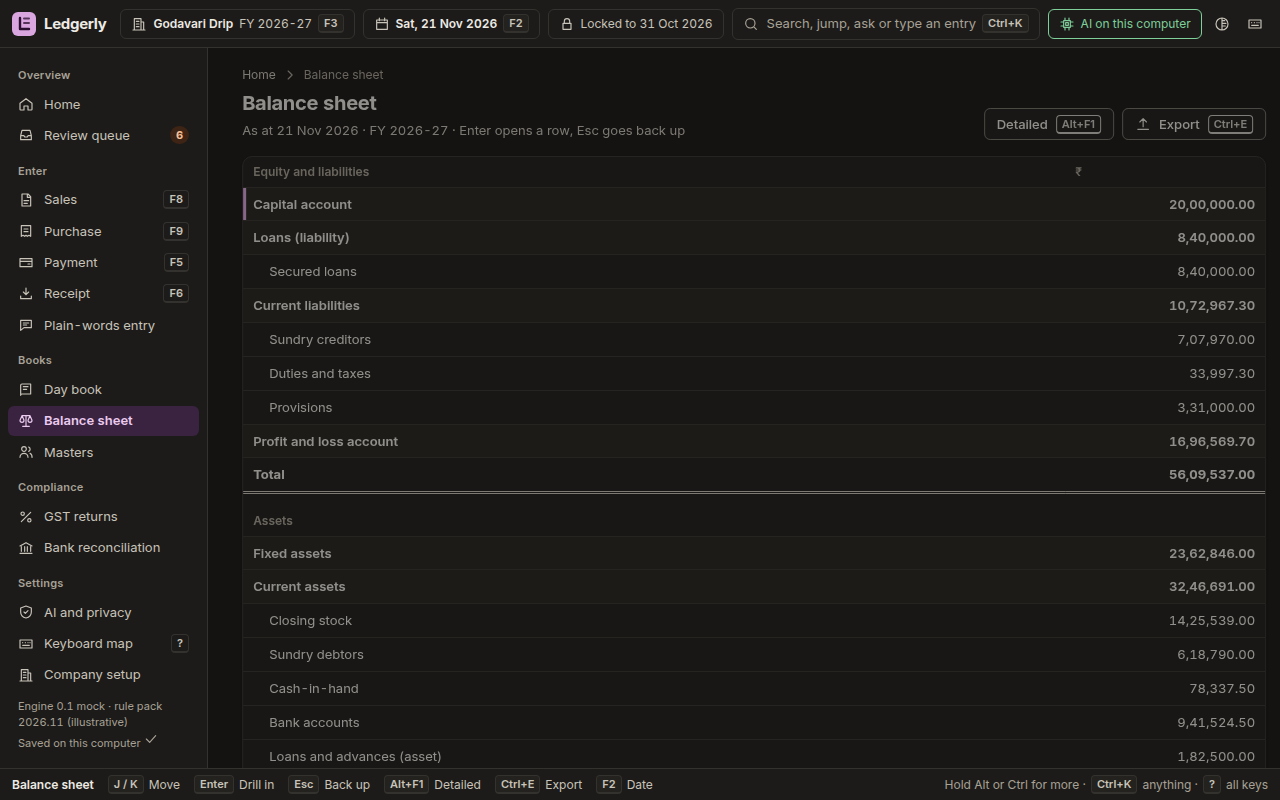 Ledgerly
Godavari Drip FY 2026-27 F3
Sat, 21 Nov 2026 F2
Locked to 31 Oct 2026
Search, jump, ask or type an entry Ctrl+K
AI on this computer
Overview
Home
Review queue 6
Enter
Sales F8
Purchase F9
Payment F5
Receipt F6
Plain-words entry
Books
Day book
Balance sheet
Masters
Compliance
GST returns
Bank reconciliation
Settings
AI and privacy
Keyboard map ?
Company setup
Engine 0.1 mock · rule pack
2026.11 (illustrative)
Saved on this computer
Home > Balance sheet
Balance sheet
As at 21 Nov 2026 · FY 2026-27 · Enter opens a row, Esc goes back up
Detailed Alt+F1
Export Ctrl+E
Equity and liabilities ₹
Capital account 20,00,000.00
Loans (liability) 8,40,000.00
Secured loans 8,40,000.00
Current liabilities 10,72,967.30
Sundry creditors 7,07,970.00
Duties and taxes 33,997.30
Provisions 3,31,000.00
Profit and loss account 16,96,569.70
Total 56,09,537.00
Assets
Fixed assets 23,62,846.00
Current assets 32,46,691.00
Closing stock 14,25,539.00
Sundry debtors 6,18,790.00
Cash-in-hand 78,337.50
Bank accounts 9,41,524.50
Loans and advances (asset) 1,82,500.00
Balance sheet J / K Move Enter Drill in Esc Back up Alt+F1 Detailed Ctrl+E Export F2 Date
Hold Alt or Ctrl for more · Ctrl+K anything · ? all keys